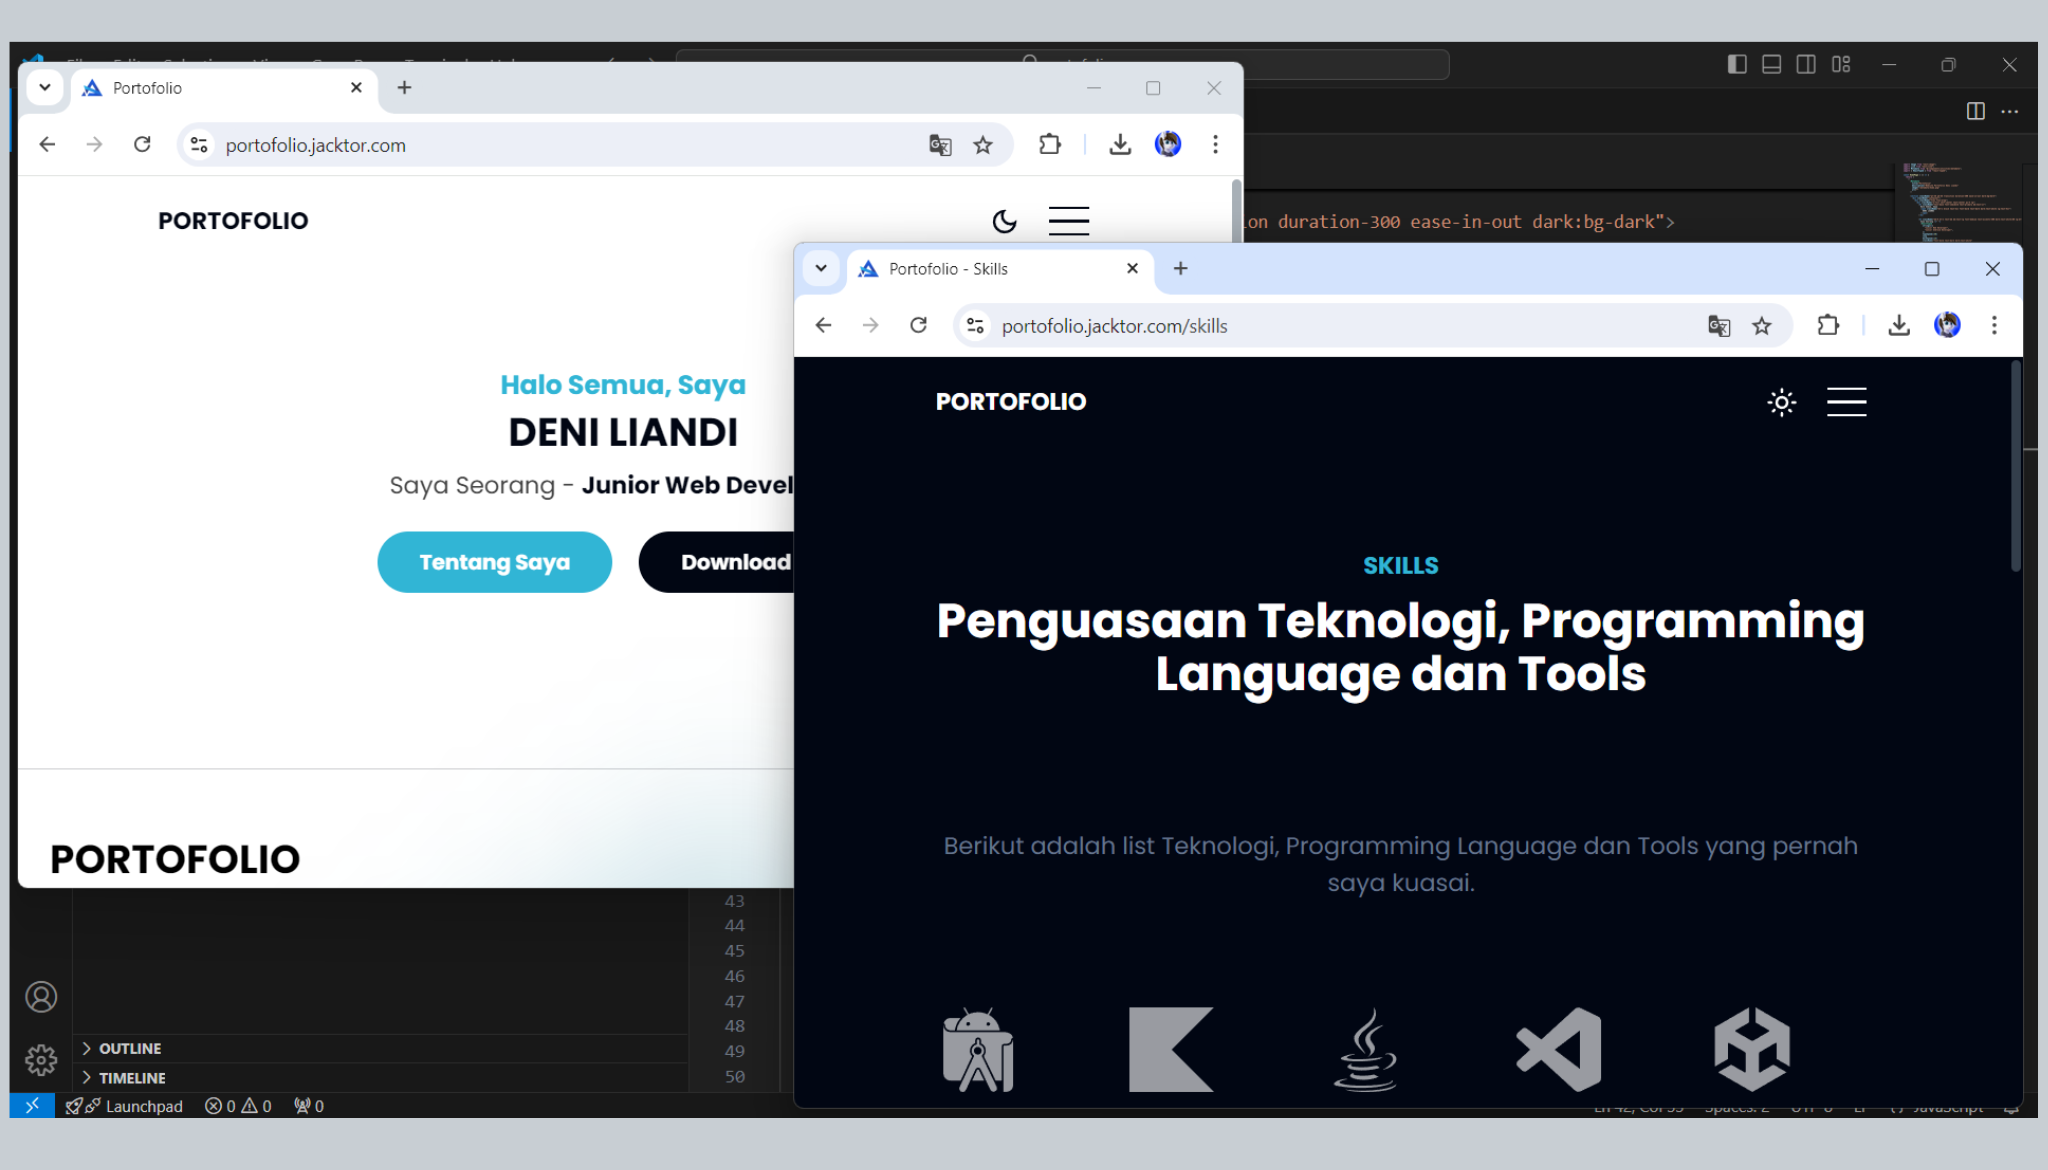 Portofolio
portofolio.jacktor.com
PORTOFOLIO
Halo Semua, Saya
DENI LIANDI
Saya Seorang - Junior Web Devel
Tentang Saya
Download
PORTOFOLIO
duration-300 ease-in-out dark:bg-dark">
Portofolio - Skills
portofolio.jacktor.com/skills
PORTOFOLIO
SKILLS
Penguasaan Teknologi, Programming
Language dan Tools
Berikut adalah list Teknologi, Programming Language dan Tools yang pernah
saya kuasai.
43
44
45
46
47
48
49
50
OUTLINE
TIMELINE
Launchpad
0
0
0